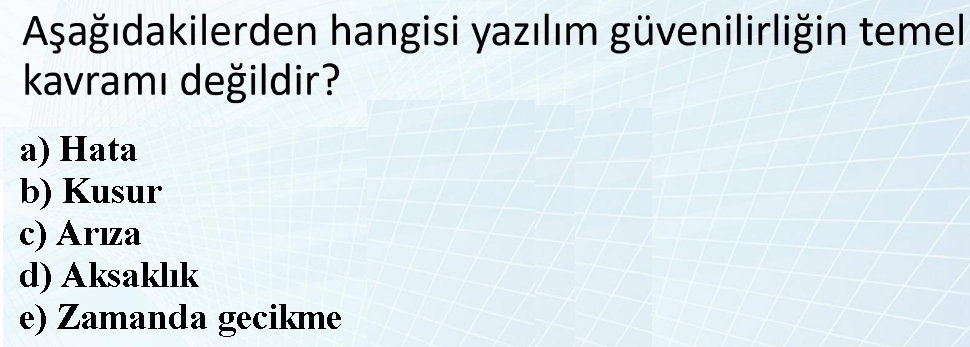 Aşağıdakilerden hangisi yazılım güvenilirliğin temel
kavramı değildir?
a) Hata
b) Kusur
c) Arıza
d) Aksaklık
e) Zamanda gecikme